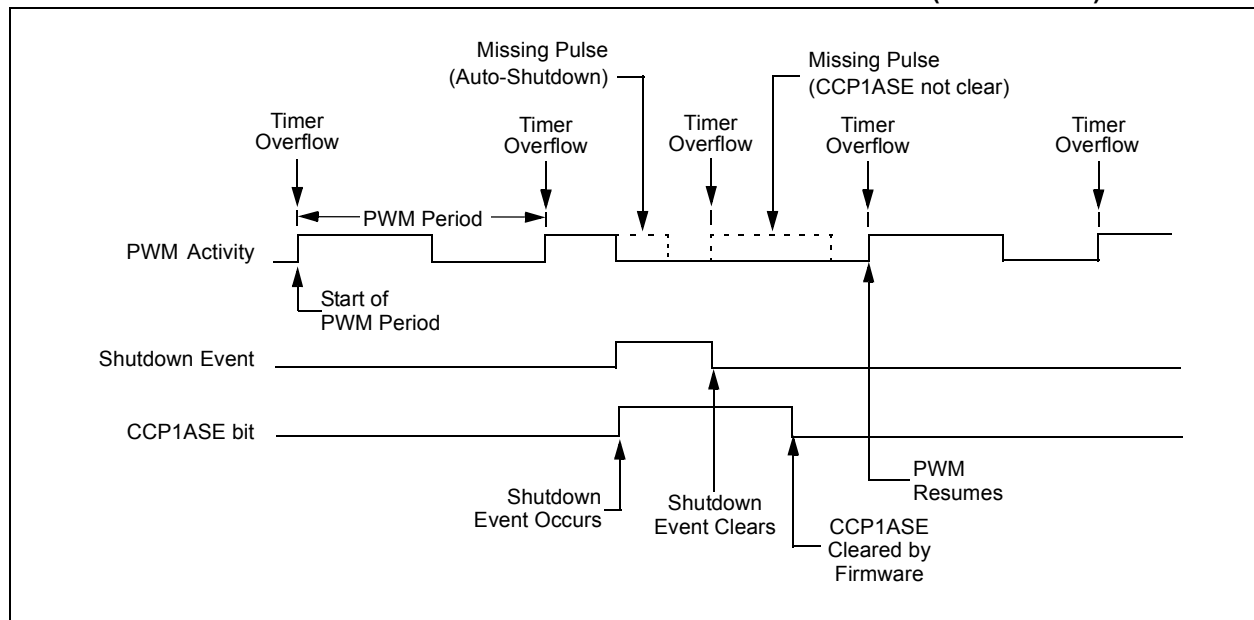 Missing Pulse
(Auto-Shutdown)
Missing Pulse
(CCP1ASE not clear)
Timer
Overflow
Timer
Overflow
Timer
Overflow
Timer
Overflow
Timer
Overflow
PWM Period
PWM Activity
Start of
PWM Period
Shutdown Event
CCP1ASE bit
Shutdown
Event Occurs
Shutdown
Event Clears
CCP1ASE
Cleared by
Firmware
PWM
Resumes